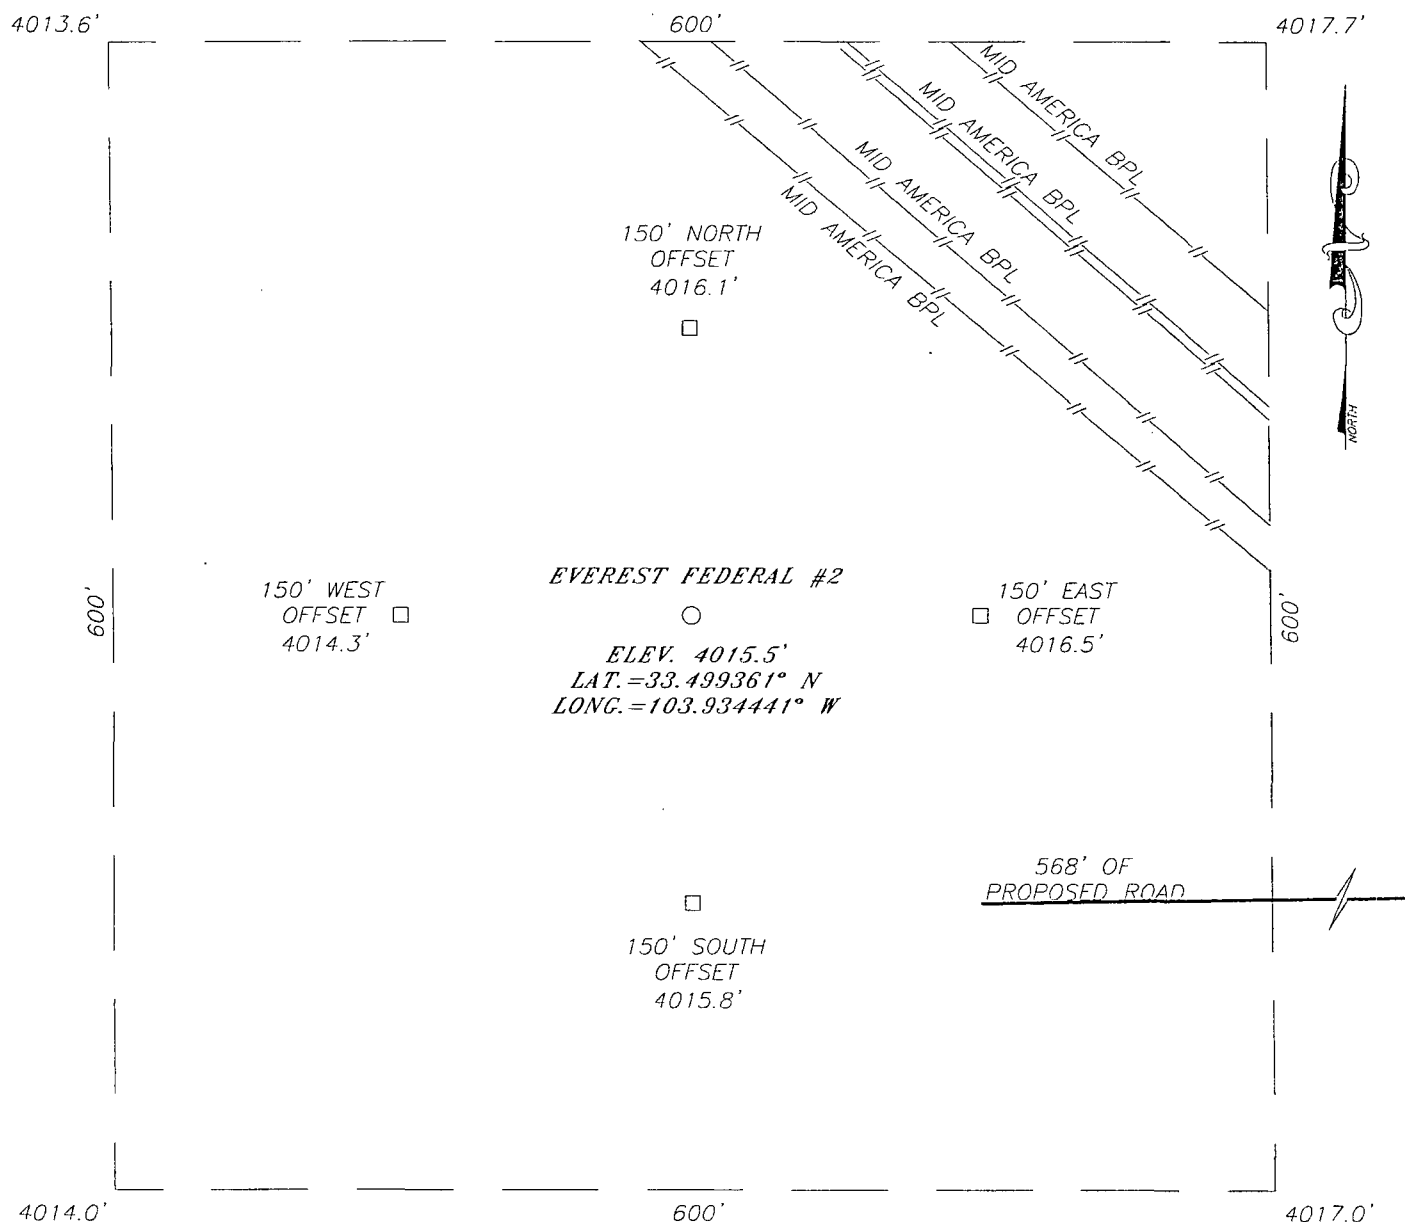 4013.6'
600'
4017.7'
MID AMERICA BPL
MID AMERICA BPL
MID AMERICA BPL
MID AMERICA BPL
NORTH
150' NORTH
OFFSET
4016.1'
600'
150' WEST
OFFSET
4014.3'
EVEREST FEDERAL #2
ELEV. 4015.5'
LAT.=33.499361° N
LONG.=103.934441° W
150' EAST
OFFSET
4016.5'
600'
568' OF
PROPOSED ROAD
150' SOUTH
OFFSET
4015.8'
4014.0'
600'
4017.0'